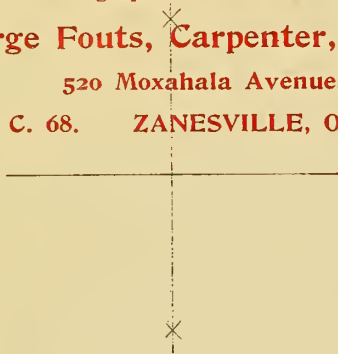 rge Fouts, Carpenter,
520 Moxahala Avenue
C. 68. ZANESVILLE, O